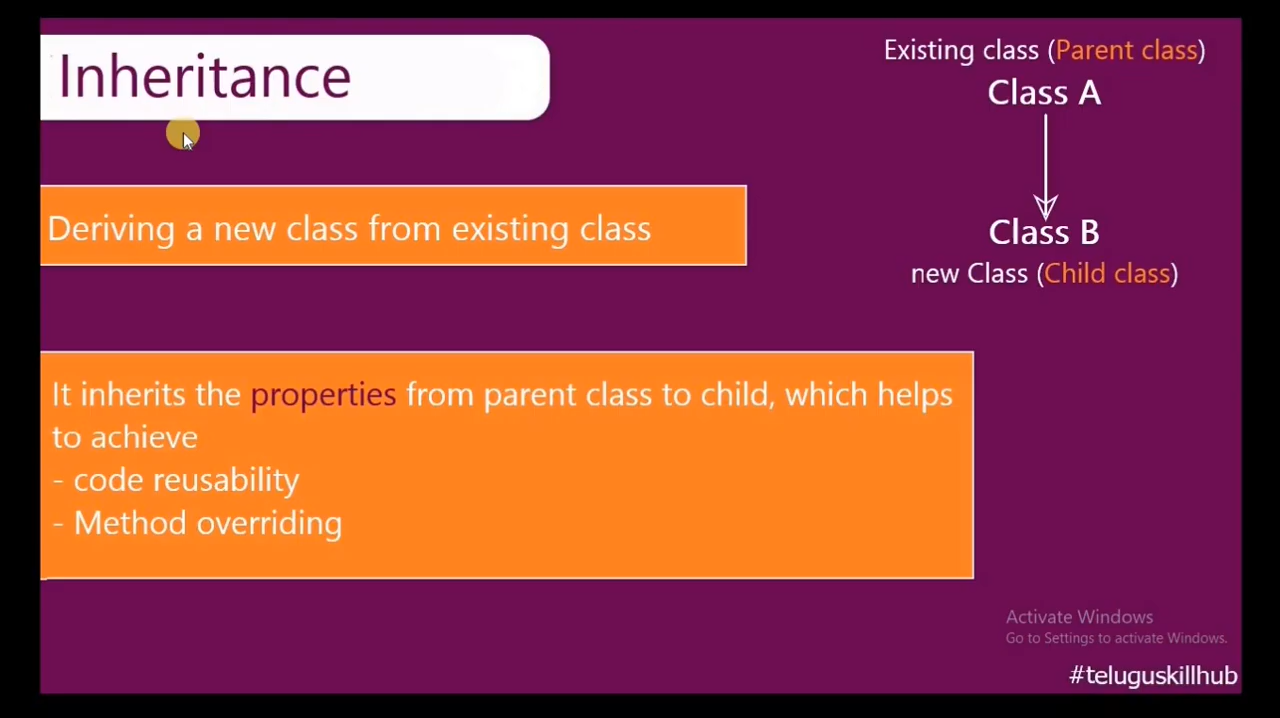 Inheritance
Existing class (Parent class)
Class A
Class B
new Class (Child class)
Deriving a new class from existing class
It inherits the properties from parent class to child, which helps
to achieve
- code reusability
- Method overriding
Activate Windows
Go to Settings to activate Windows.
#teluguskillhub